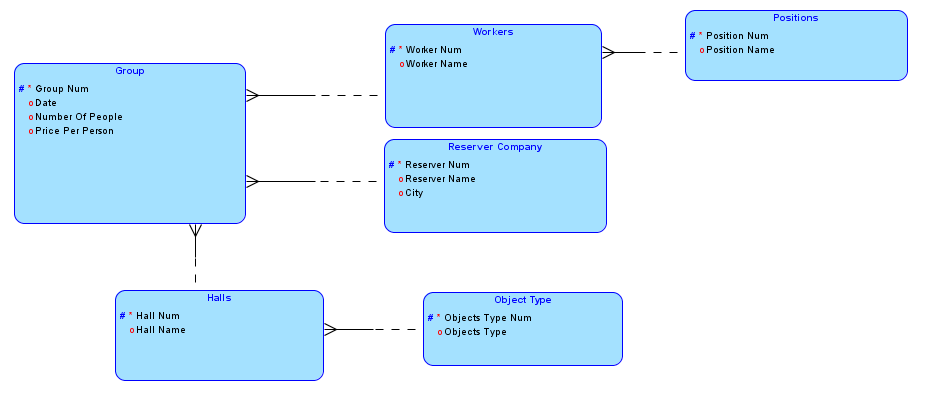 Positions
# * Position Num
o Position Name
Workers
# * Worker Num
o Worker Name
Group
# * Group Num
o Date
o Number Of People
o Price Per Person
Reserver Company
# * Reserver Num
o Reserver Name
o City
Halls
# * Hall Num
o Hall Name
Object Type
# * Objects Type Num
o Objects Type